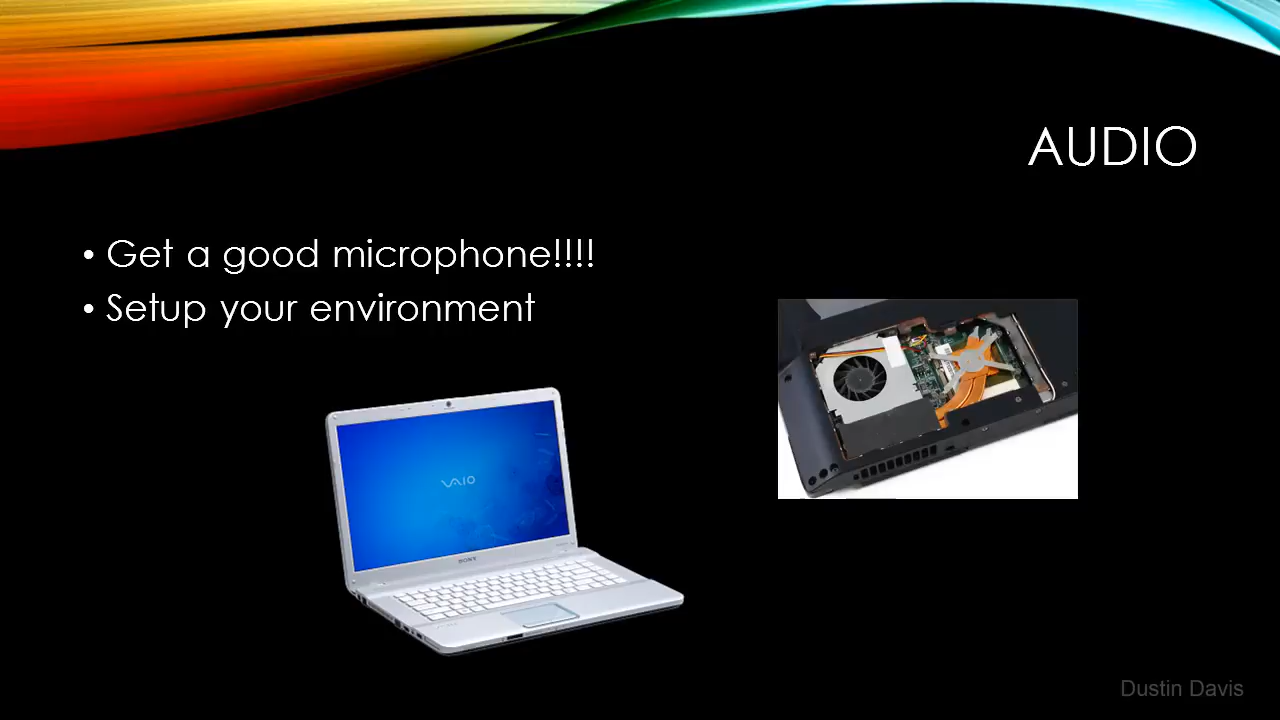 AUDIO
• Get a good microphone!!!!
• Setup your environment
VAIO
SONY
Dustin Davis